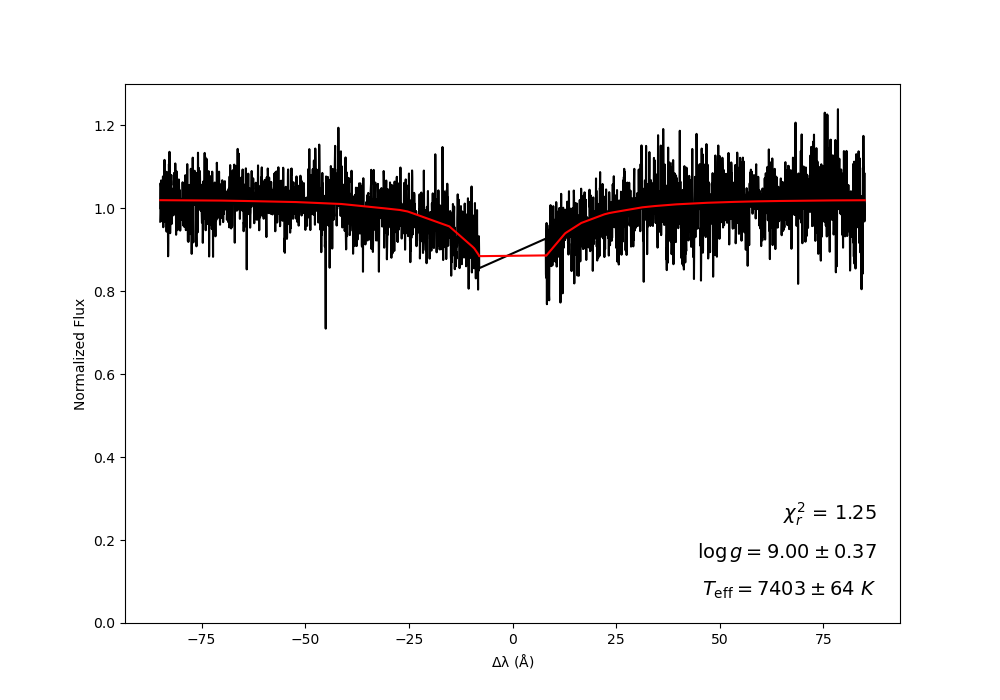 1.2
1.0
0.8
0.6
0.4
0.2
0.0
Normalized Flux
χ²ᵣ = 1.25
log g = 9.00 ± 0.37
T_eff = 7403 ± 64 K
−75 −50 −25 0 25 50 75
Δλ (Å)